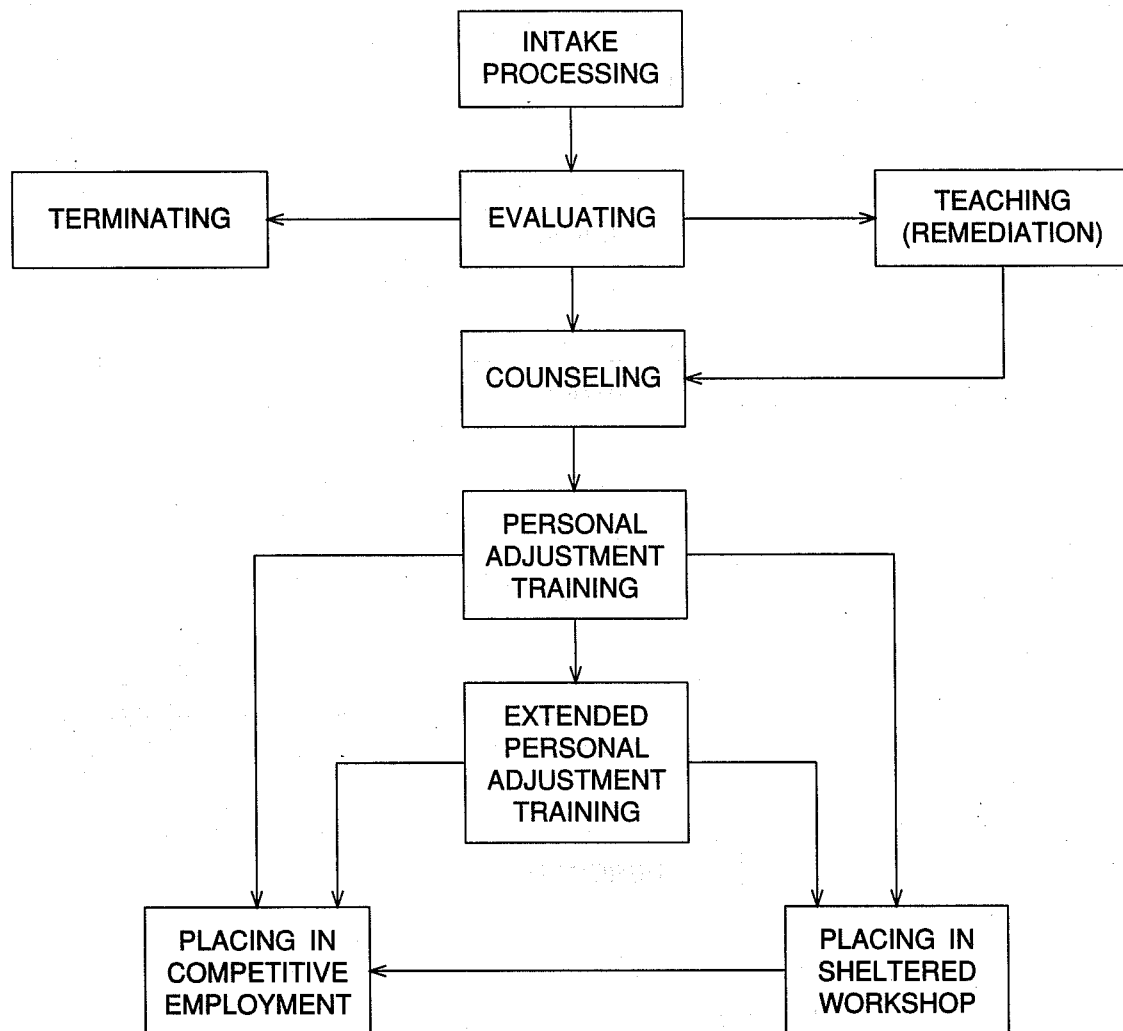 INTAKE
PROCESSING
TERMINATING
EVALUATING
TEACHING
(REMEDIATION)
COUNSELING
PERSONAL
ADJUSTMENT
TRAINING
EXTENDED
PERSONAL
ADJUSTMENT
TRAINING
PLACING IN
COMPETITIVE
EMPLOYMENT
PLACING IN
SHELTERED
WORKSHOP